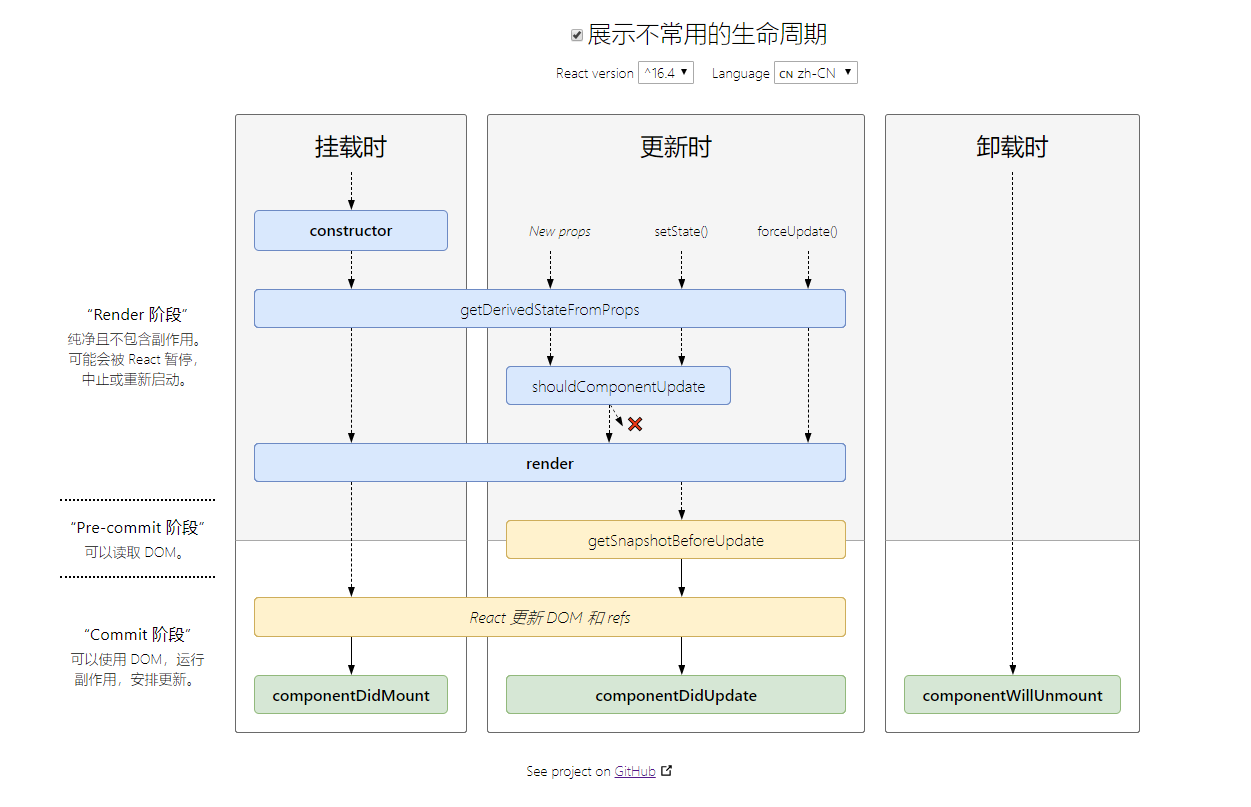 展示不常用的生命周期
React version ^16.4 Language CN zh-CN
挂载时
更新时
卸载时
constructor
New props
setState()
forceUpdate()
getDerivedStateFromProps
“Render 阶段”
纯净且不包含副作用。
可能会被 React 暂停，
中止或重新启动。
shouldComponentUpdate
render
“Pre-commit 阶段”
可以读取 DOM。
getSnapshotBeforeUpdate
React 更新 DOM 和 refs
“Commit 阶段”
可以使用 DOM，运行
副作用，安排更新。
componentDidMount
componentDidUpdate
componentWillUnmount
See project on GitHub